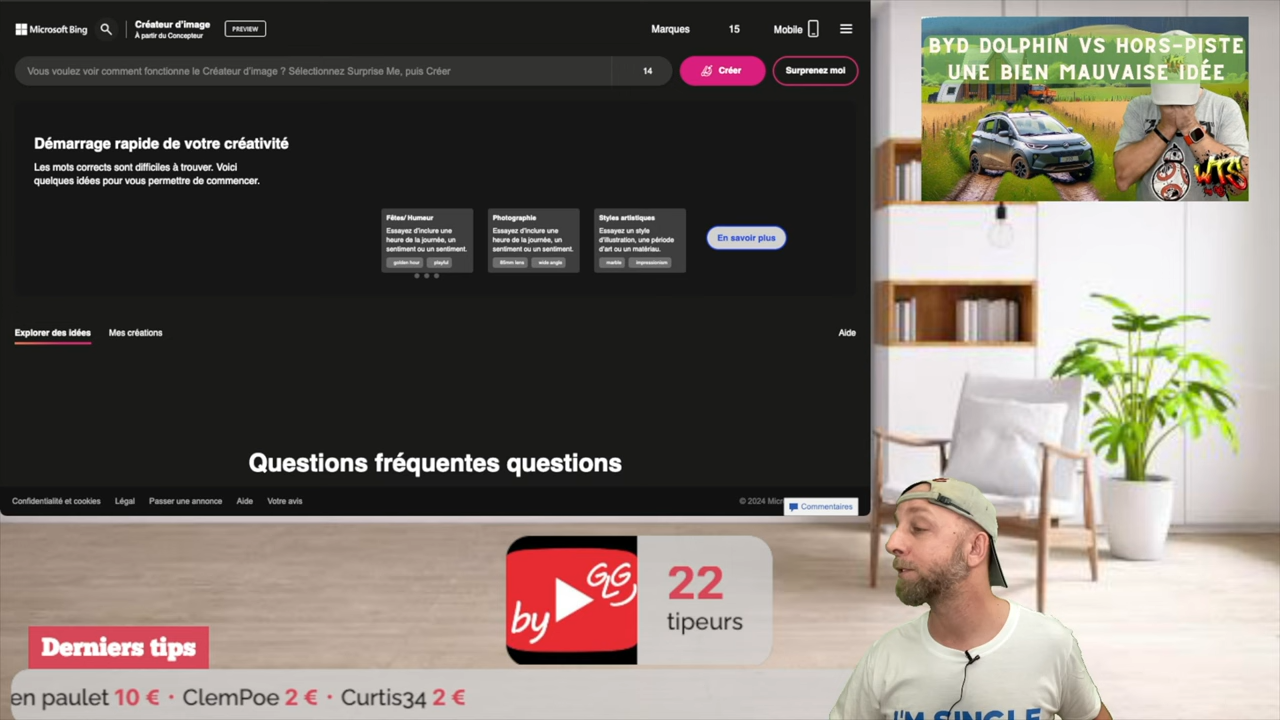 Microsoft Bing
Créateur d'image
À partir du Concepteur
PREVIEW
Marques
15
Mobile
Vous voulez voir comment fonctionne le Créateur d'image ? Sélectionnez Surprise Me, puis Créer
14
Créer
Surprenez moi
Démarrage rapide de votre créativité
Les mots corrects sont difficiles à trouver. Voici
quelques idées pour vous permettre de commencer.
Fêtes/ Humeur
Essayez d'inclure une
heure de la journée, un
sentiment ou un sentiment.
golden hour
playful
Photographie
Essayez d'inclure une
heure de la journée, un
sentiment ou un sentiment.
85mm lens
wide angle
Styles artistiques
Essayez un style
d'illustration, une période
d'art ou un matériau.
marble
impressionism
En savoir plus
Explorer des idées
Mes créations
Aide
Questions fréquentes questions
Confidentialité et cookies
Légal
Passer une annonce
Aide
Votre avis
© 2024 Micr
Commentaires
BYD DOLPHIN VS HORS-PISTE
UNE BIEN MAUVAISE IDÉE
by GLG
22
tipeurs
Derniers tips
en paulet 10 € · ClemPoe 2 € · Curtis34 2 €
I'M SINGLE